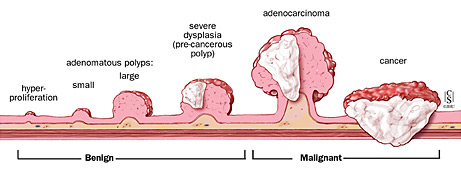 adenocarcinoma
severe
dysplasia
(pre-cancerous
polyp)
cancer
adenomatous polyps:
large
small
hyper-
proliferation
Benign
Malignant